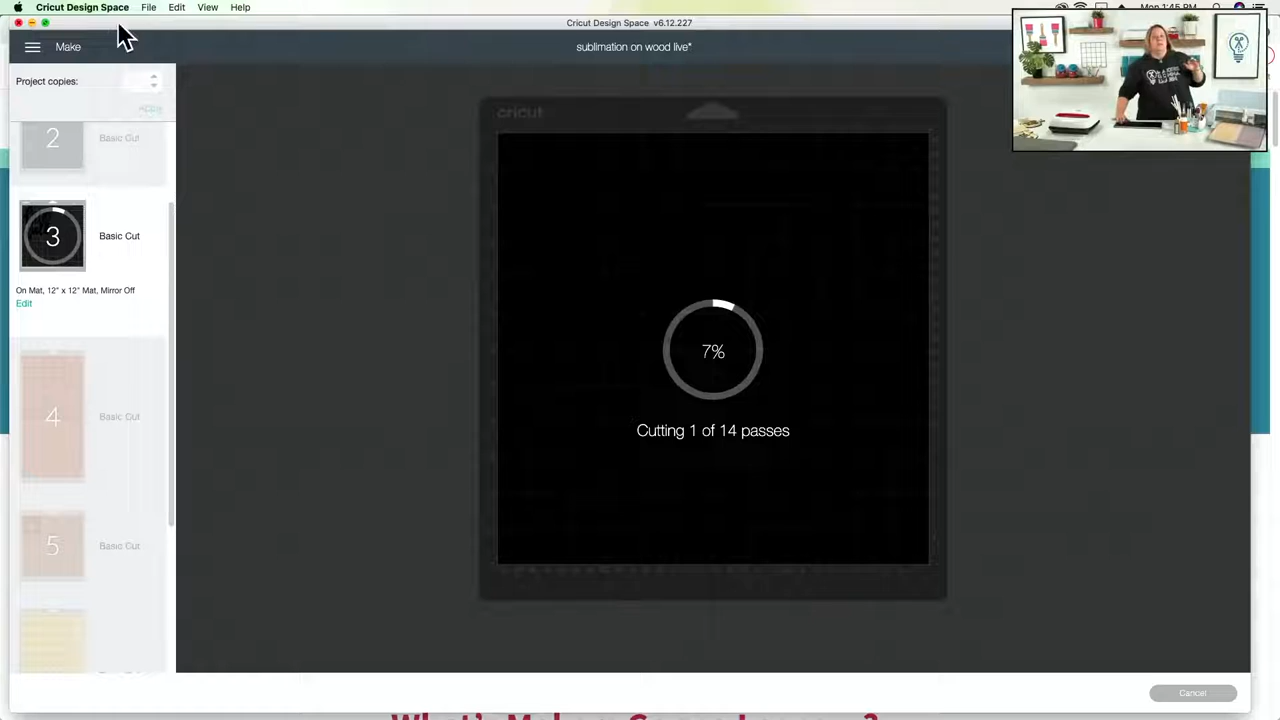 Cricut Design Space File Edit View Help
Mon 1:45 PM
Cricut Design Space v6.12.227
Make
sublimation on wood live*
Project copies:
Apply
cricut
2 Basic Cut
3 Basic Cut
On Mat, 12" x 12" Mat, Mirror Off
Edit
7%
Cutting 1 of 14 passes
4 Basic Cut
5 Basic Cut
Cancel